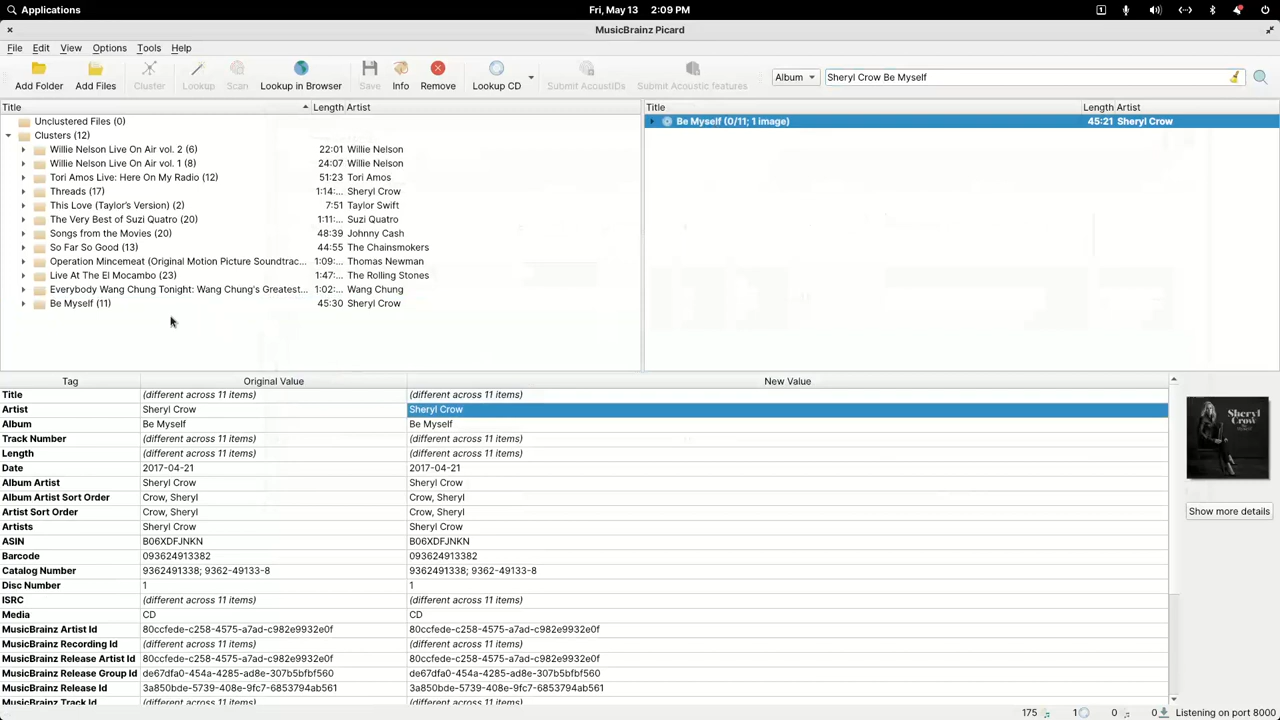 Applications
Fri, May 13 2:09 PM
MusicBrainz Picard
File Edit View Options Tools Help
Add Folder Add Files Cluster Lookup Scan Lookup in Browser Save Info Remove Lookup CD Submit AcoustIDs Submit Acoustic features Album Sheryl Crow Be Myself
Title Length Artist
Unclustered Files (0)
Clusters (12)
Willie Nelson Live On Air vol. 2 (6) 22:01 Willie Nelson
Willie Nelson Live On Air vol. 1 (8) 24:07 Willie Nelson
Tori Amos Live: Here On My Radio (12) 51:23 Tori Amos
Threads (17) 1:14:... Sheryl Crow
This Love (Taylor's Version) (2) 7:51 Taylor Swift
The Very Best of Suzi Quatro (20) 1:11:... Suzi Quatro
Songs from the Movies (20) 48:39 Johnny Cash
So Far So Good (13) 44:55 The Chainsmokers
Operation Mincemeat (Original Motion Picture Soundtrac... 1:09:... Thomas Newman
Live At The El Mocambo (23) 1:47:... The Rolling Stones
Everybody Wang Chung Tonight: Wang Chung's Greatest... 1:02:... Wang Chung
Be Myself (11) 45:30 Sheryl Crow
Title Length Artist
Be Myself (0/11; 1 image) 45:21 Sheryl Crow
Tag Original Value New Value
Title (different across 11 items) (different across 11 items)
Artist Sheryl Crow Sheryl Crow
Album Be Myself Be Myself
Track Number (different across 11 items) (different across 11 items)
Length (different across 11 items) (different across 11 items)
Date 2017-04-21 2017-04-21
Album Artist Sheryl Crow Sheryl Crow
Album Artist Sort Order Crow, Sheryl Crow, Sheryl
Artist Sort Order Crow, Sheryl Crow, Sheryl
Artists Sheryl Crow Sheryl Crow
ASIN B06XDFJNKN B06XDFJNKN
Barcode 093624913382 093624913382
Catalog Number 9362491338; 9362-49133-8 9362491338; 9362-49133-8
Disc Number 1 1
ISRC (different across 11 items) (different across 11 items)
Media CD CD
MusicBrainz Artist Id 80ccfede-c258-4575-a7ad-c982e9932e0f 80ccfede-c258-4575-a7ad-c982e9932e0f
MusicBrainz Recording Id (different across 11 items) (different across 11 items)
MusicBrainz Release Artist Id 80ccfede-c258-4575-a7ad-c982e9932e0f 80ccfede-c258-4575-a7ad-c982e9932e0f
MusicBrainz Release Group Id de67dfa0-454a-4285-ad8e-307b5bfbf560 de67dfa0-454a-4285-ad8e-307b5bfbf560
MusicBrainz Release Id 3a850bde-5739-408e-9fc7-6853794ab561 3a850bde-5739-408e-9fc7-6853794ab561
MusicBrainz Track Id (different across 11 items) (different across 11 items)
Sheryl
Crow
Show more details
175 1 0 0 Listening on port 8000